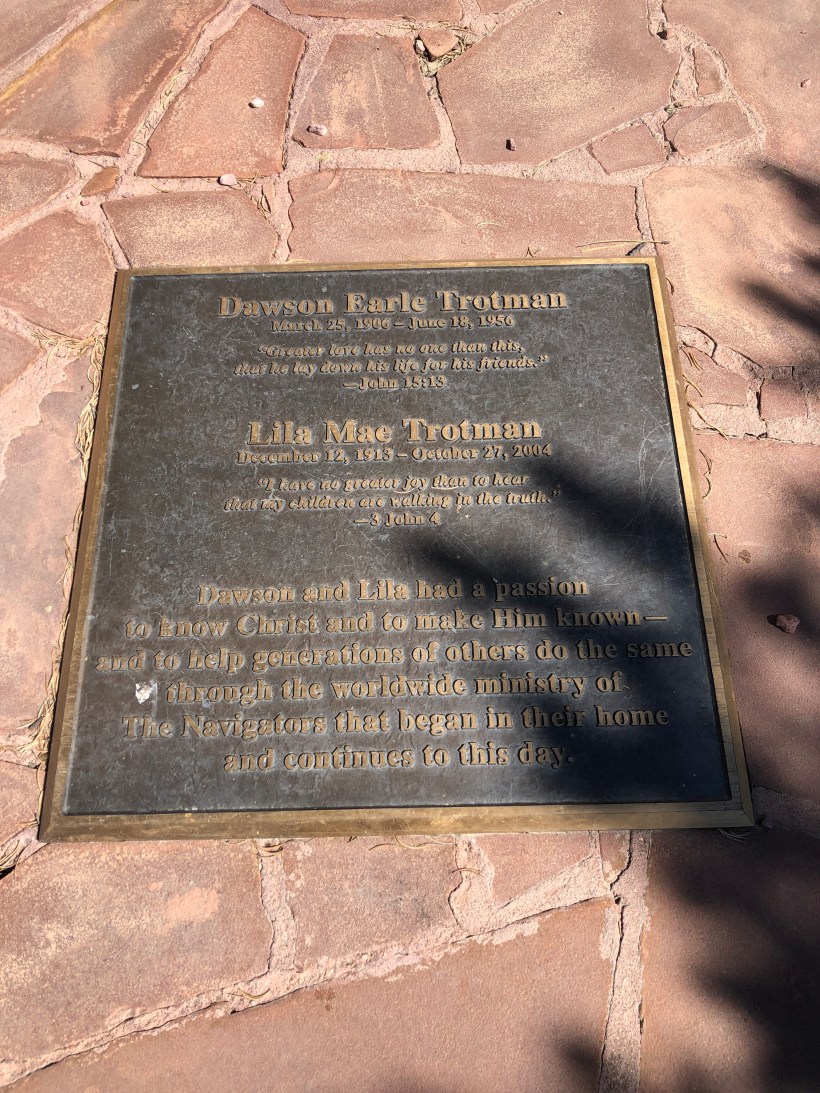 Dawson Earle Trotman
March 25, 1906 – June 18, 1956
“Greater love has no one than this,
that he lay down his life for his friends.”
—John 15:13
Lila Mae Trotman
December 12, 1913 – October 27, 2004
“I have no greater joy than to hear
that my children are walking in the truth.”
—3 John 4
Dawson and Lila had a passion
to know Christ and to make Him known—
and to help generations of others do the same
through the worldwide ministry of
The Navigators that began in their home
and continues to this day.